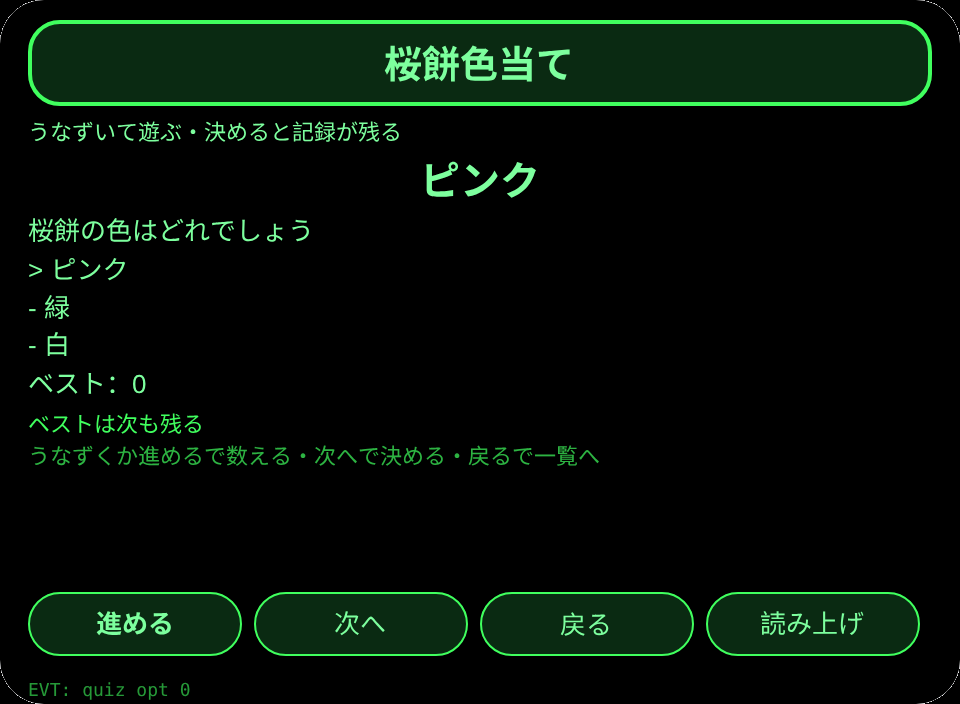 桜餅色当て
うなずいて遊ぶ・決めると記録が残る
ピンク
桜餅の色はどれでしょう
> ピンク
- 緑
- 白
ベスト: 0
ベストは次も残る
うなずくか進めるで数える・次へで決める・戻るで一覧へ
進める
次へ
戻る
読み上げ
EVT: quiz opt 0